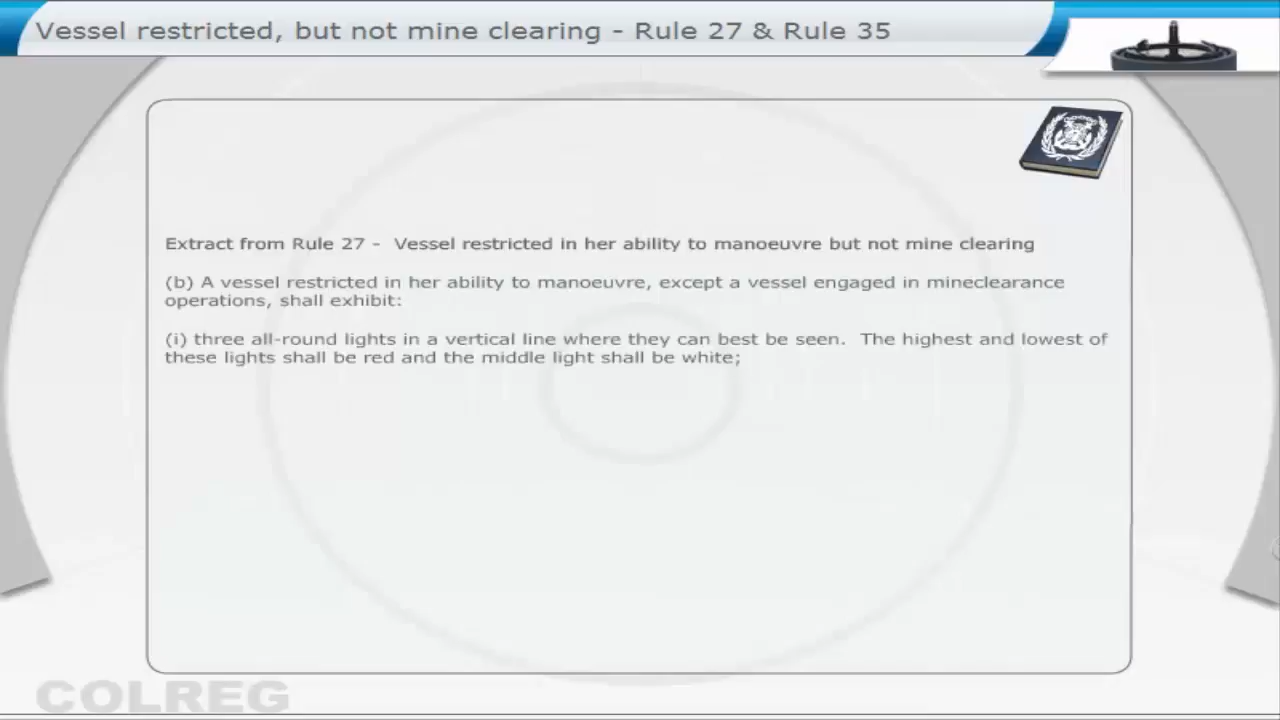 Vessel restricted, but not mine clearing - Rule 27 & Rule 35
Extract from Rule 27 - Vessel restricted in her ability to manoeuvre but not mine clearing
(b) A vessel restricted in her ability to manoeuvre, except a vessel engaged in mineclearance
operations, shall exhibit:
(i) three all-round lights in a vertical line where they can best be seen. The highest and lowest of
these lights shall be red and the middle light shall be white;
COLREG